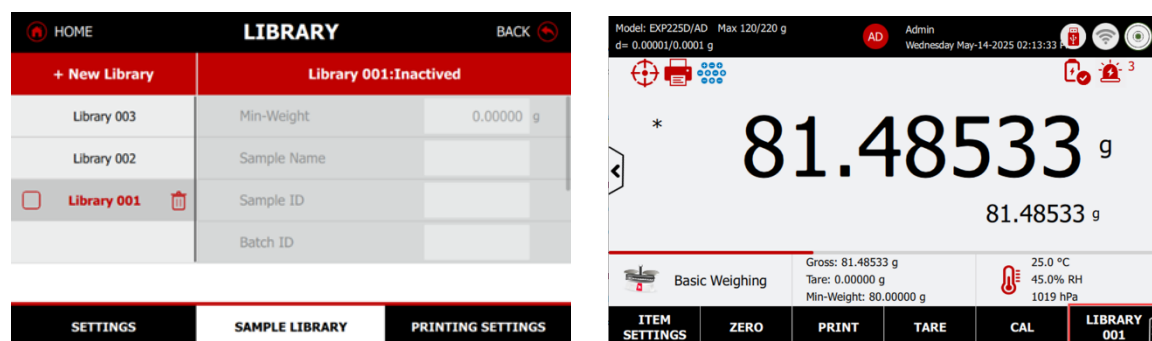 HOME LIBRARY BACK
+ New Library Library 001:Inactived
Library 003 Min-Weight 0.00000 g
Library 002 Sample Name
Library 001 Sample ID
Batch ID
SETTINGS SAMPLE LIBRARY PRINTING SETTINGS
Model: EXP225D/AD Max 120/220 g
d= 0.00001/0.0001 g
AD
Admin
Wednesday May-14-2025 02:13:33
3
* 81.48533 g
81.48533 g
Basic Weighing
Gross: 81.48533 g
Tare: 0.00000 g
Min-Weight: 80.00000 g
25.0 °C
45.0% RH
1019 hPa
ITEM
SETTINGS
ZERO
PRINT
TARE
CAL
LIBRARY
001